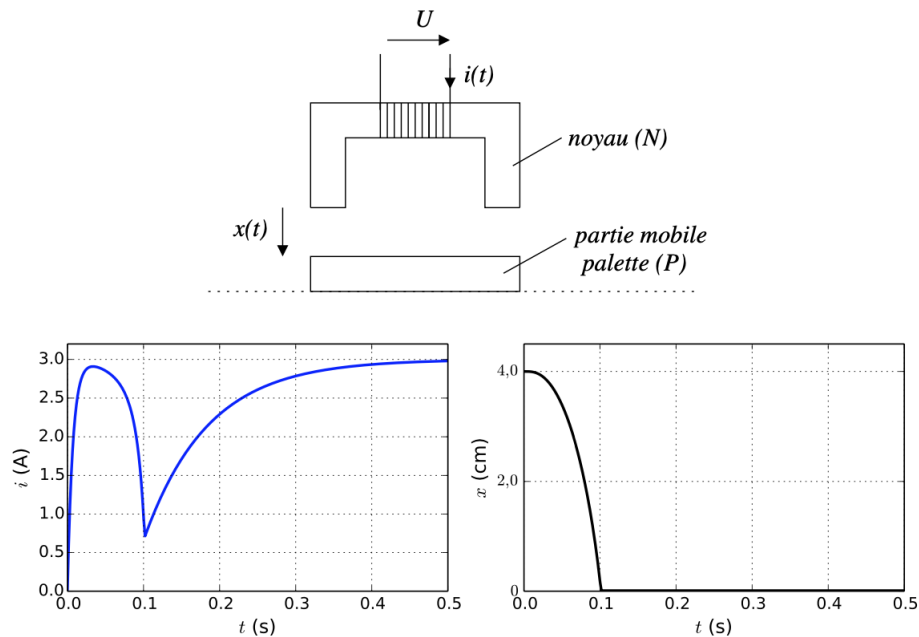 U
i(t)
noyau (N)
x(t)
partie mobile
palette (P)
3.0
2.5
2.0
1.5
1.0
0.5
0.0
i (A)
0.0 0.1 0.2 0.3 0.4 0.5
t (s)
4,0
2,0
0
x (cm)
0.0 0.1 0.2 0.3 0.4 0.5
t (s)